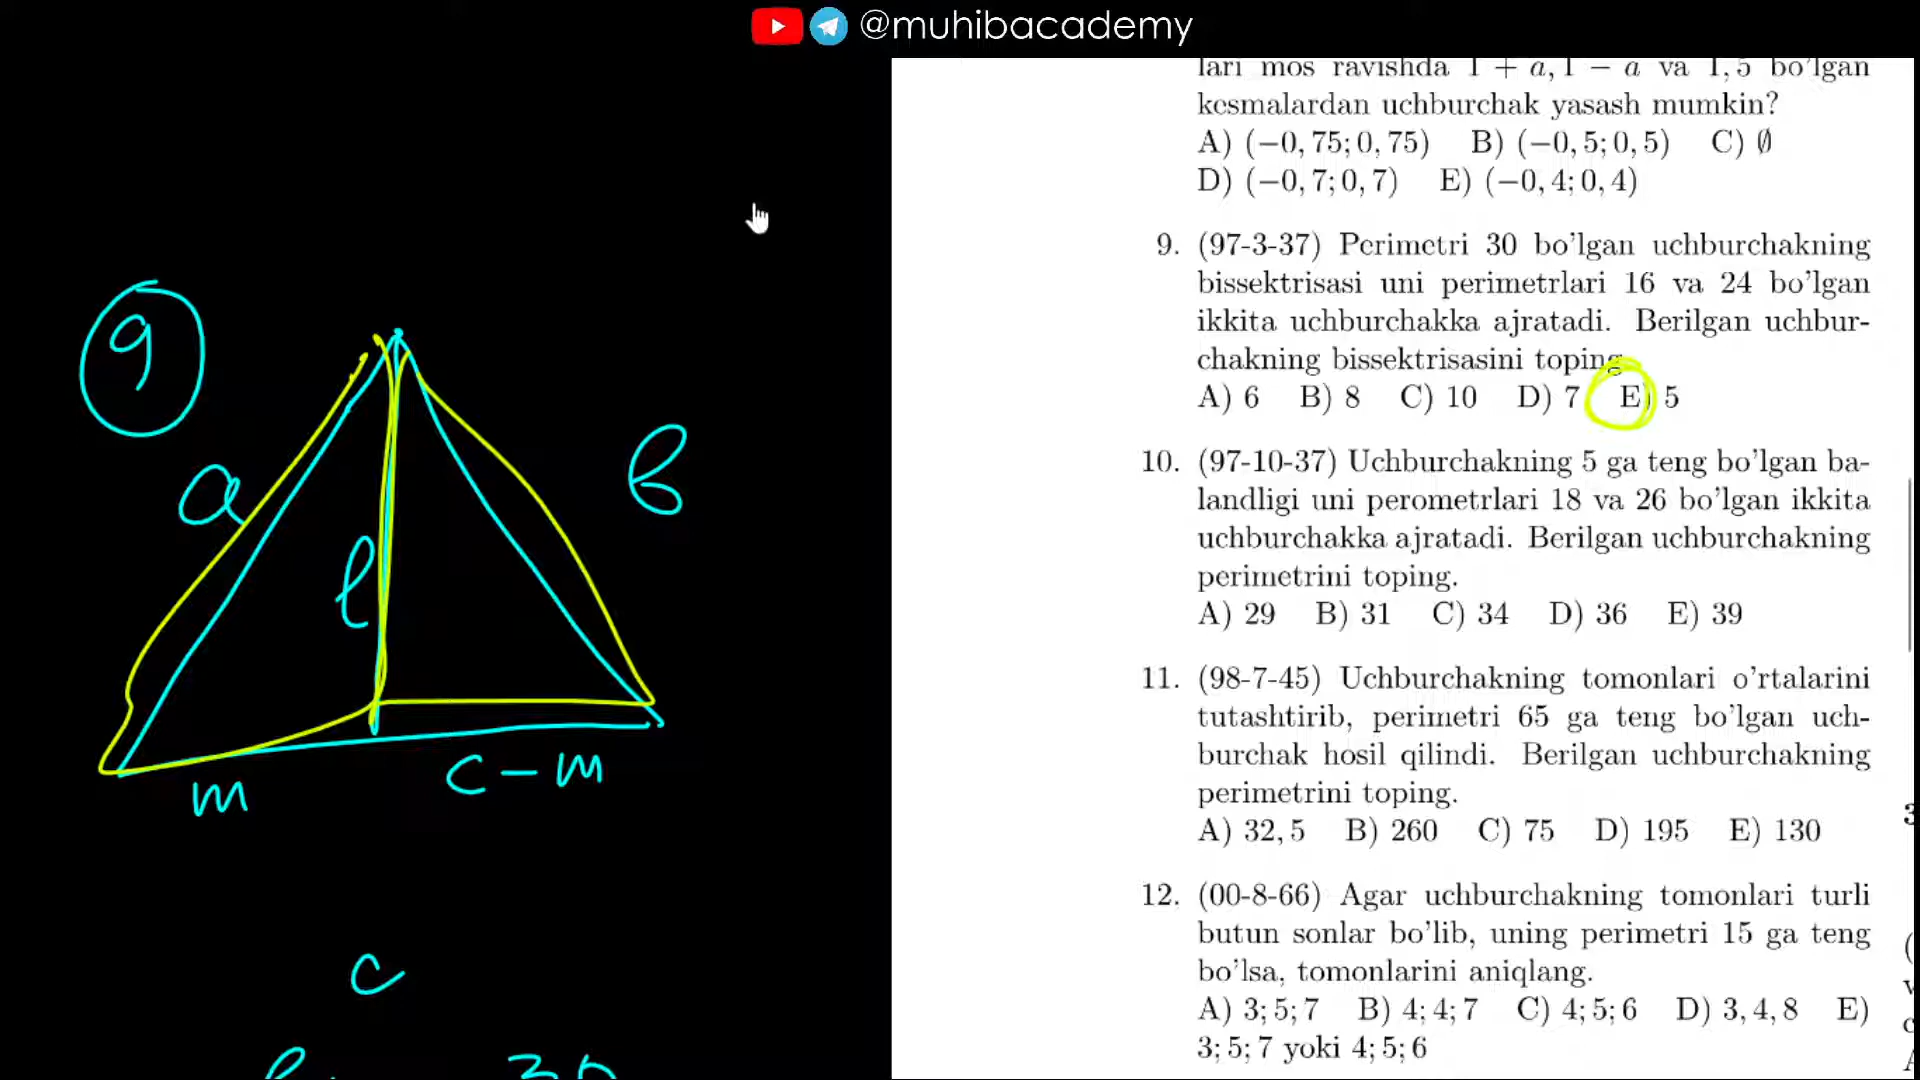 @muhibacademy
9
a
b
l
m
c - m
c
30
lari mos ravishda 1 + a, 1 − a va 1, 5 bo'lgan
kesmalardan uchburchak yasash mumkin?
A) (−0, 75; 0, 75) B) (−0, 5; 0, 5) C) ∅
D) (−0, 7; 0, 7) E) (−0, 4; 0, 4)
9. (97-3-37) Perimetri 30 bo'lgan uchburchakning
bissektrisasi uni perimetrlari 16 va 24 bo'lgan
ikkita uchburchakka ajratadi. Berilgan uchbur-
chakning bissektrisasini toping
A) 6 B) 8 C) 10 D) 7 E) 5
10. (97-10-37) Uchburchakning 5 ga teng bo'lgan ba-
landligi uni perometrlari 18 va 26 bo'lgan ikkita
uchburchakka ajratadi. Berilgan uchburchakning
perimetrini toping.
A) 29 B) 31 C) 34 D) 36 E) 39
11. (98-7-45) Uchburchakning tomonlari o'rtalarini
tutashtirib, perimetri 65 ga teng bo'lgan uch-
burchak hosil qilindi. Berilgan uchburchakning
perimetrini toping.
A) 32, 5 B) 260 C) 75 D) 195 E) 130
12. (00-8-66) Agar uchburchakning tomonlari turli
butun sonlar bo'lib, uning perimetri 15 ga teng
bo'lsa, tomonlarini aniqlang.
A) 3; 5; 7 B) 4; 4; 7 C) 4; 5; 6 D) 3, 4, 8 E)
3; 5; 7 yoki 4; 5; 6